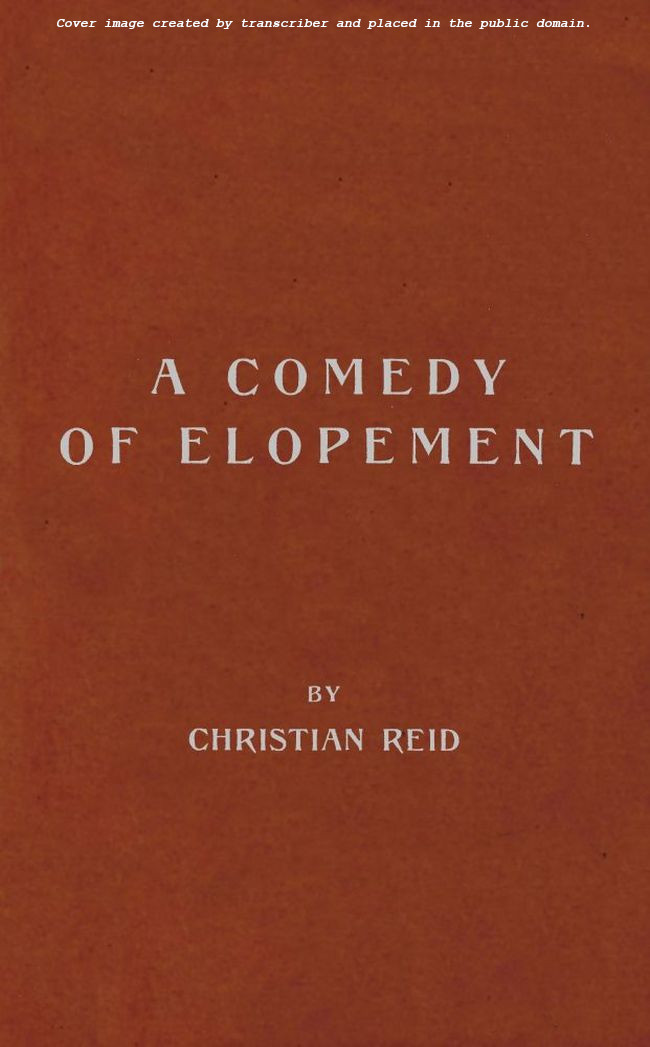 Cover image created by transcriber and placed in the public domain.
A COMEDY
OF ELOPEMENT
BY
CHRISTIAN REID